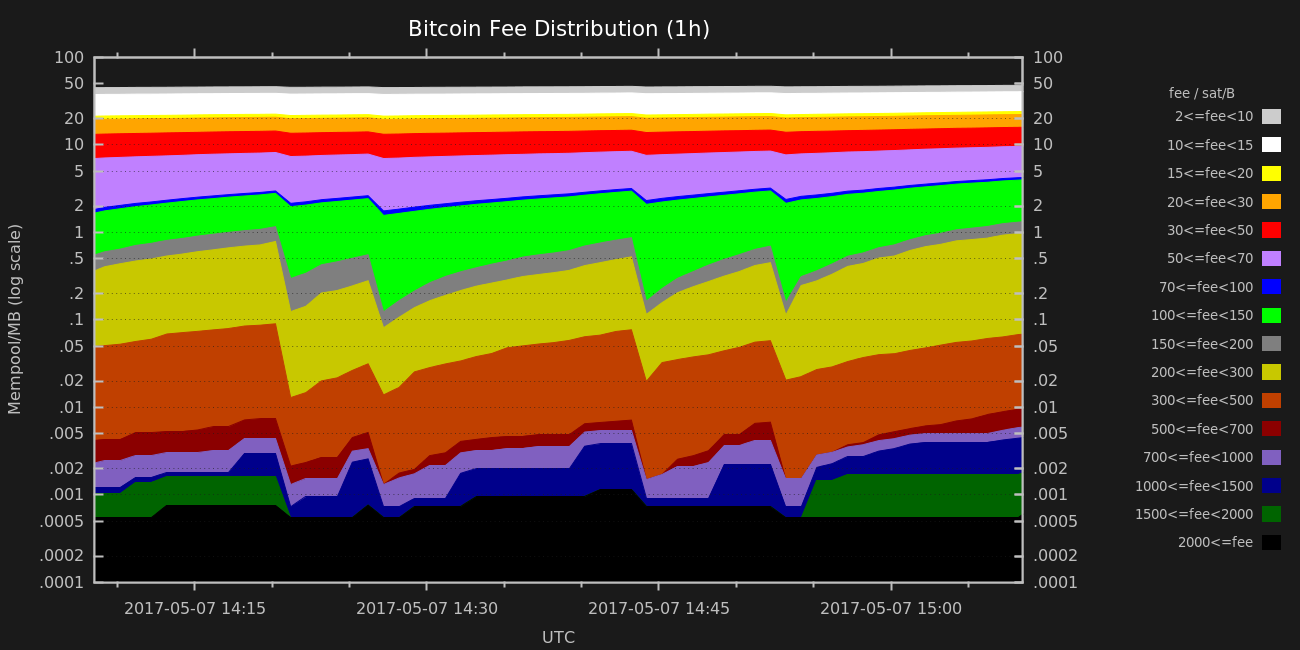 Bitcoin Fee Distribution (1h)
100 100
50 50
20 20
10 10
5 5
2 2
1 1
.5 .5
.2 .2
.1 .1
.05 .05
.02 .02
.01 .01
.005 .005
.002 .002
.001 .001
.0005 .0005
.0002 .0002
.0001 .0001
Mempool/MB (log scale)
2017-05-07 14:15 2017-05-07 14:30 2017-05-07 14:45 2017-05-07 15:00
UTC
fee / sat/B
2<=fee<10
10<=fee<15
15<=fee<20
20<=fee<30
30<=fee<50
50<=fee<70
70<=fee<100
100<=fee<150
150<=fee<200
200<=fee<300
300<=fee<500
500<=fee<700
700<=fee<1000
1000<=fee<1500
1500<=fee<2000
2000<=fee